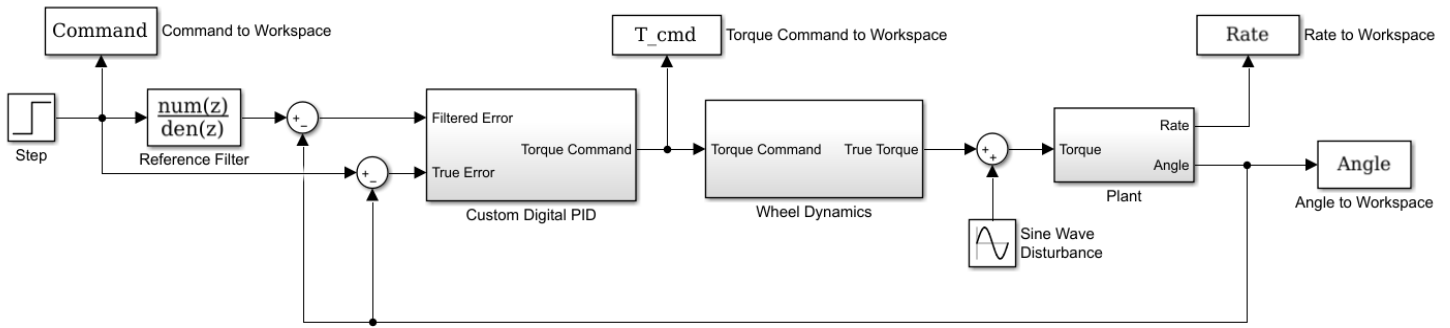 Command
Command to Workspace
T_cmd
Torque Command to Workspace
Rate
Rate to Workspace
Step
num(z)
den(z)
Reference Filter
+
−
+
−
Filtered Error
True Error
Torque Command
Custom Digital PID
Torque Command
True Torque
Wheel Dynamics
+
+
Sine Wave
Disturbance
Torque
Rate
Angle
Plant
Angle
Angle to Workspace